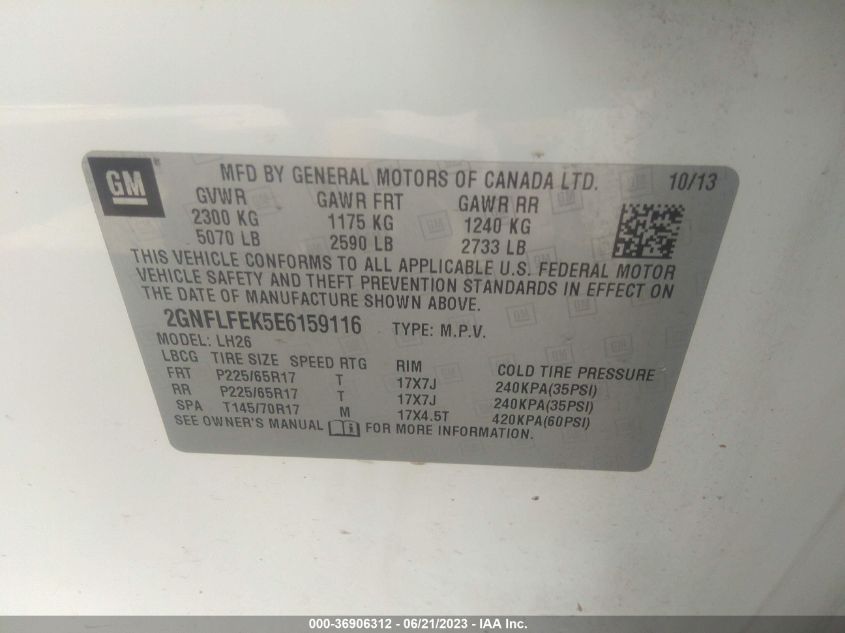 GM
MFD BY GENERAL MOTORS OF CANADA LTD. 10/13
GVWR GAWR FRT GAWR RR
2300 KG 1175 KG 1240 KG
5070 LB 2590 LB 2733 LB
THIS VEHICLE CONFORMS TO ALL APPLICABLE U.S. FEDERAL MOTOR
VEHICLE SAFETY AND THEFT PREVENTION STANDARDS IN EFFECT ON
THE DATE OF MANUFACTURE SHOWN ABOVE.
2GNFLFEK5E6159116 TYPE: M.P.V.
MODEL: LH26
LBCG TIRE SIZE SPEED RTG RIM COLD TIRE PRESSURE
FRT P225/65R17 T 17X7J 240KPA(35PSI)
RR P225/65R17 T 17X7J 240KPA(35PSI)
SPA T145/70R17 M 17X4.5T 420KPA(60PSI)
SEE OWNER'S MANUAL FOR MORE INFORMATION.
000-36906312 - 06/21/2023 - IAA Inc.